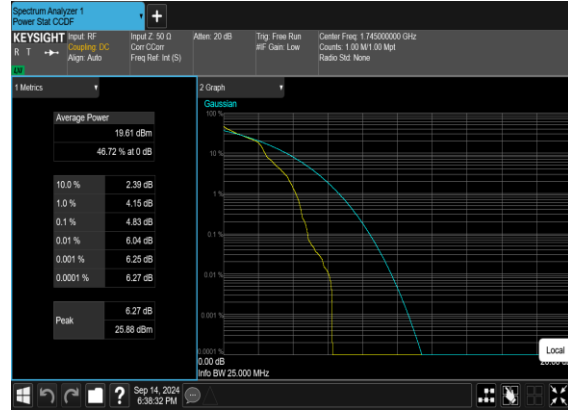 Spectrum Analyzer 1
Power Stat CCDF
+
KEYSIGHT
R T
LM
Input: RF
Coupling: DC
Align: Auto
Input Z: 50 Ω
Corr CCorr
Freq Ref: Int (S)
Atten: 20 dB
Trig: Free Run
#IF Gain: Low
Center Freq: 1.745000000 GHz
Counts: 1.00 M/1.00 Mpt
Radio Std: None
1 Metrics
Average Power
19.61 dBm
46.72 % at 0 dB
10.0 % 2.39 dB
1.0 % 4.15 dB
0.1 % 4.83 dB
0.01 % 6.04 dB
0.001 % 6.25 dB
0.0001 % 6.27 dB
Peak
6.27 dB
25.88 dBm
2 Graph
Gaussian
100 %
10 %
1 %
0.1 %
0.01 %
0.001 %
0.0001 %
0.00 dB
Info BW 25.000 MHz
Local
?
Sep 14, 2024
6:38:32 PM